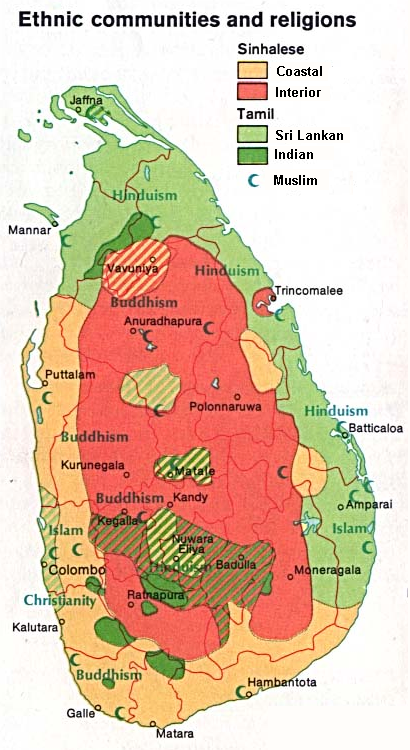 Ethnic communities and religions
Sinhalese
Coastal
Interior
Tamil
Sri Lankan
Indian
Muslim
Jaffna
Hinduism
Mannar
Vavuniya
Hinduism
Trincomalee
Buddhism
Anuradhapura
Puttalam
Polonnaruwa
Hinduism
Batticaloa
Buddhism
Kurunegala
Matale
Buddhism
Kandy
Amparai
Kegalla
Islam
Islam
Nuwara
Eliya
Hinduism
Badulla
Colombo
Moneragala
Christianity
Ratnapura
Kalutara
Buddhism
Hambantota
Galle
Matara